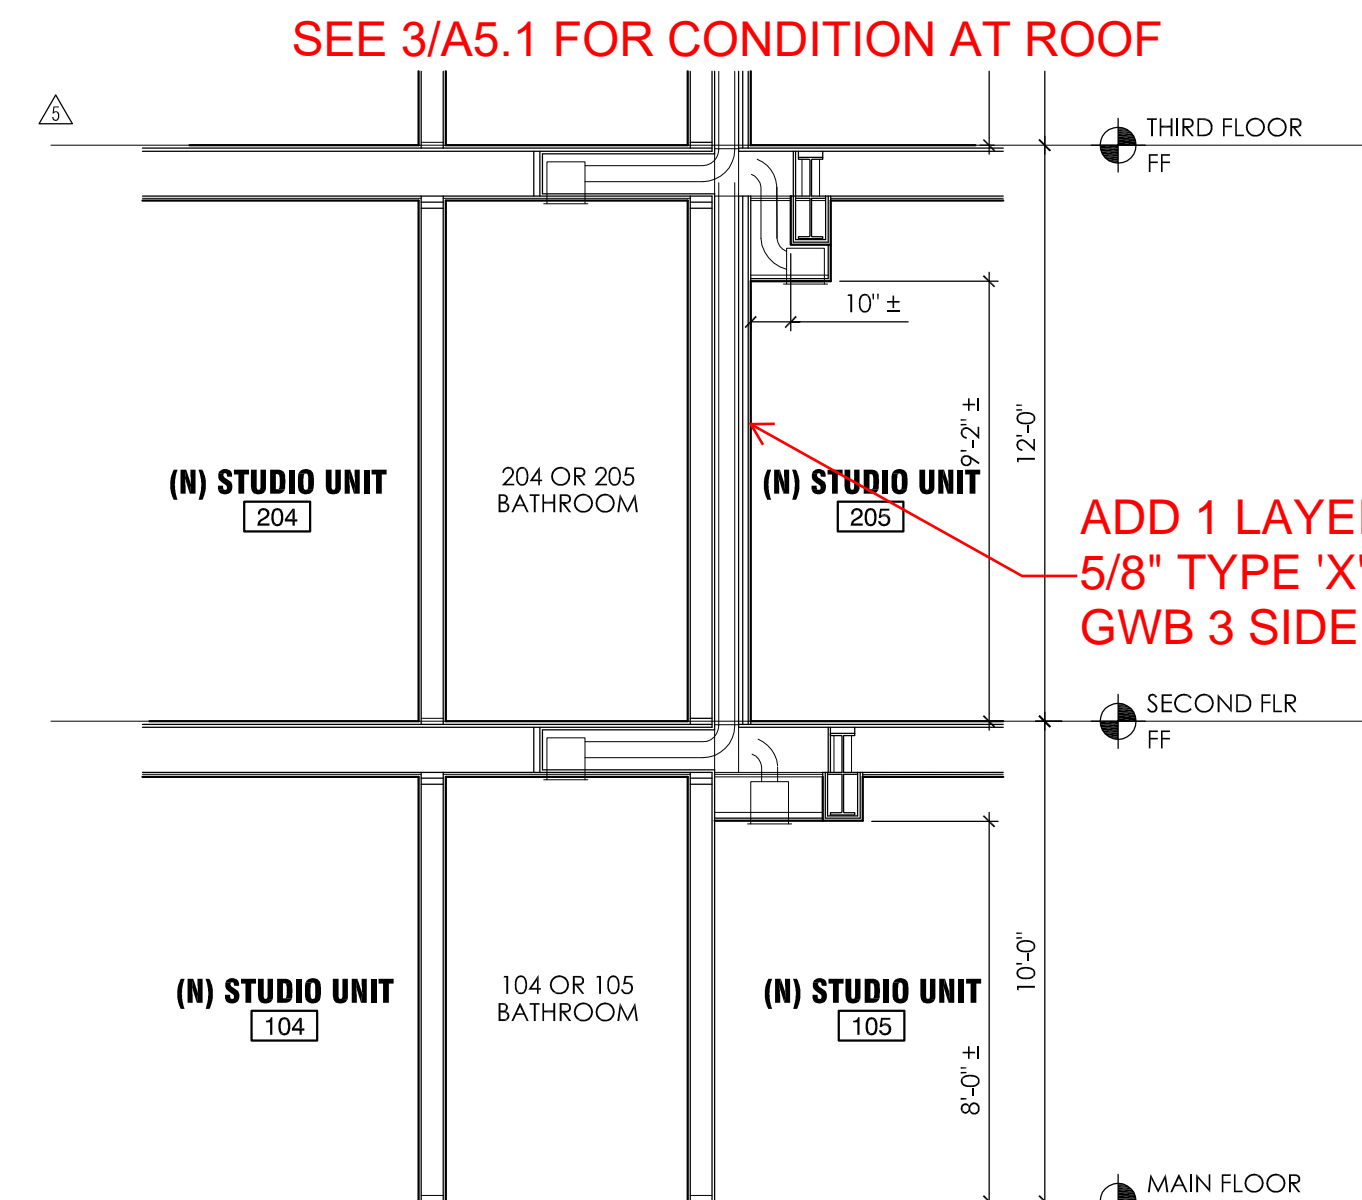 SEE 3/A5.1 FOR CONDITION AT ROOF
5
THIRD FLOOR
FF
10" ±
9'-2" ±
12'-0"
(N) STUDIO UNIT
204
204 OR 205
BATHROOM
(N) STUDIO UNIT
205
ADD 1 LAYER
5/8" TYPE 'X'
GWB 3 SIDE
SECOND FLR
FF
(N) STUDIO UNIT
104
104 OR 105
BATHROOM
(N) STUDIO UNIT
105
10'-0"
8'-0" ±
MAIN FLOOR